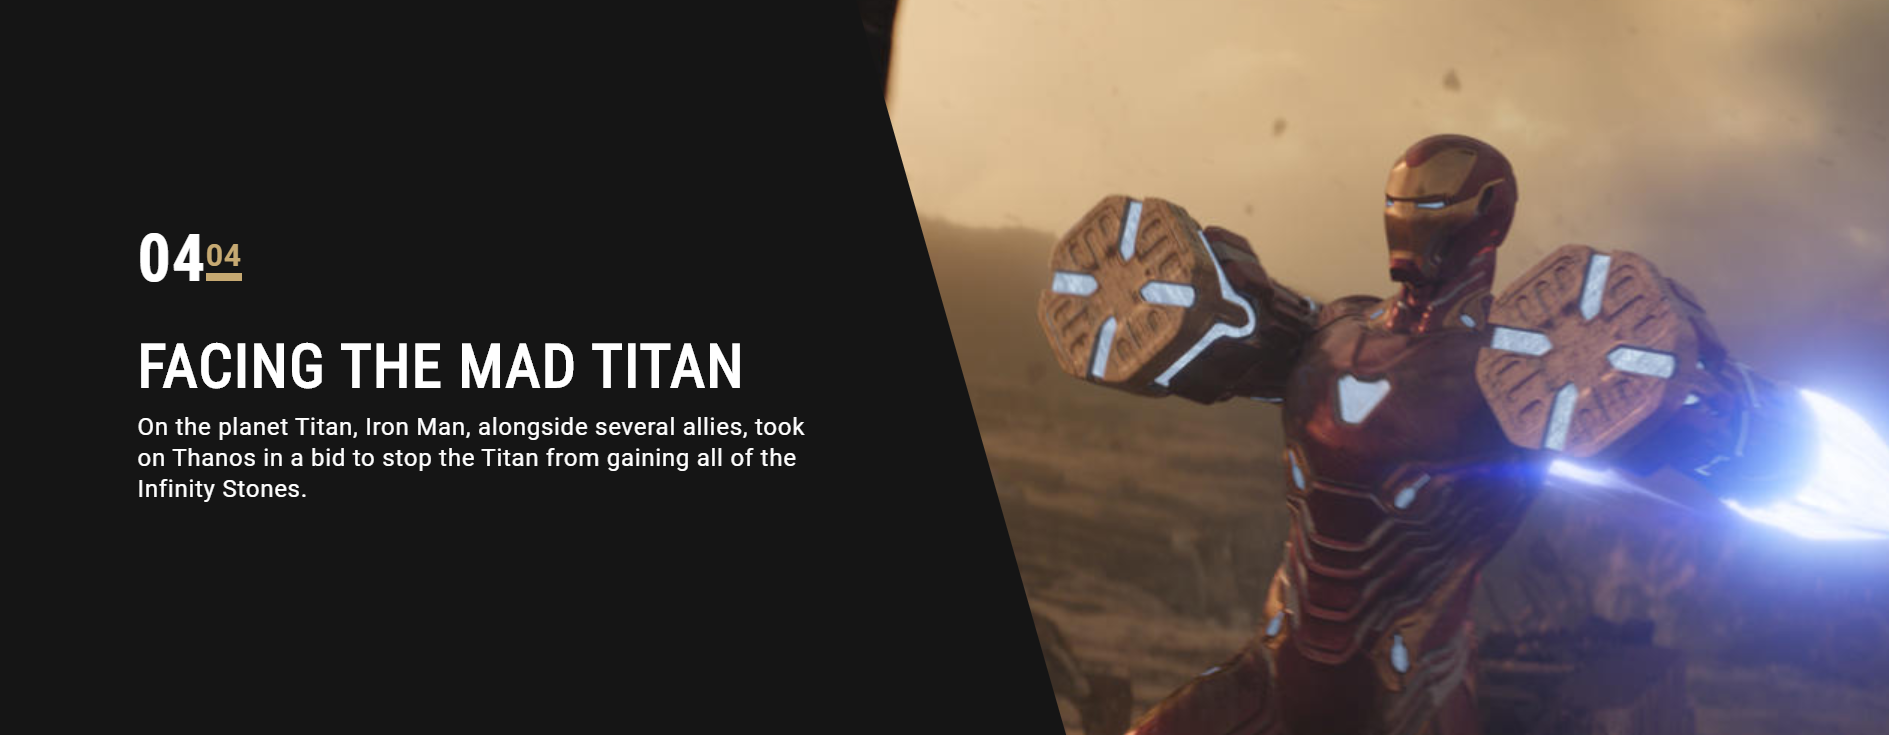 0404
FACING THE MAD TITAN
On the planet Titan, Iron Man, alongside several allies, took
on Thanos in a bid to stop the Titan from gaining all of the
Infinity Stones.